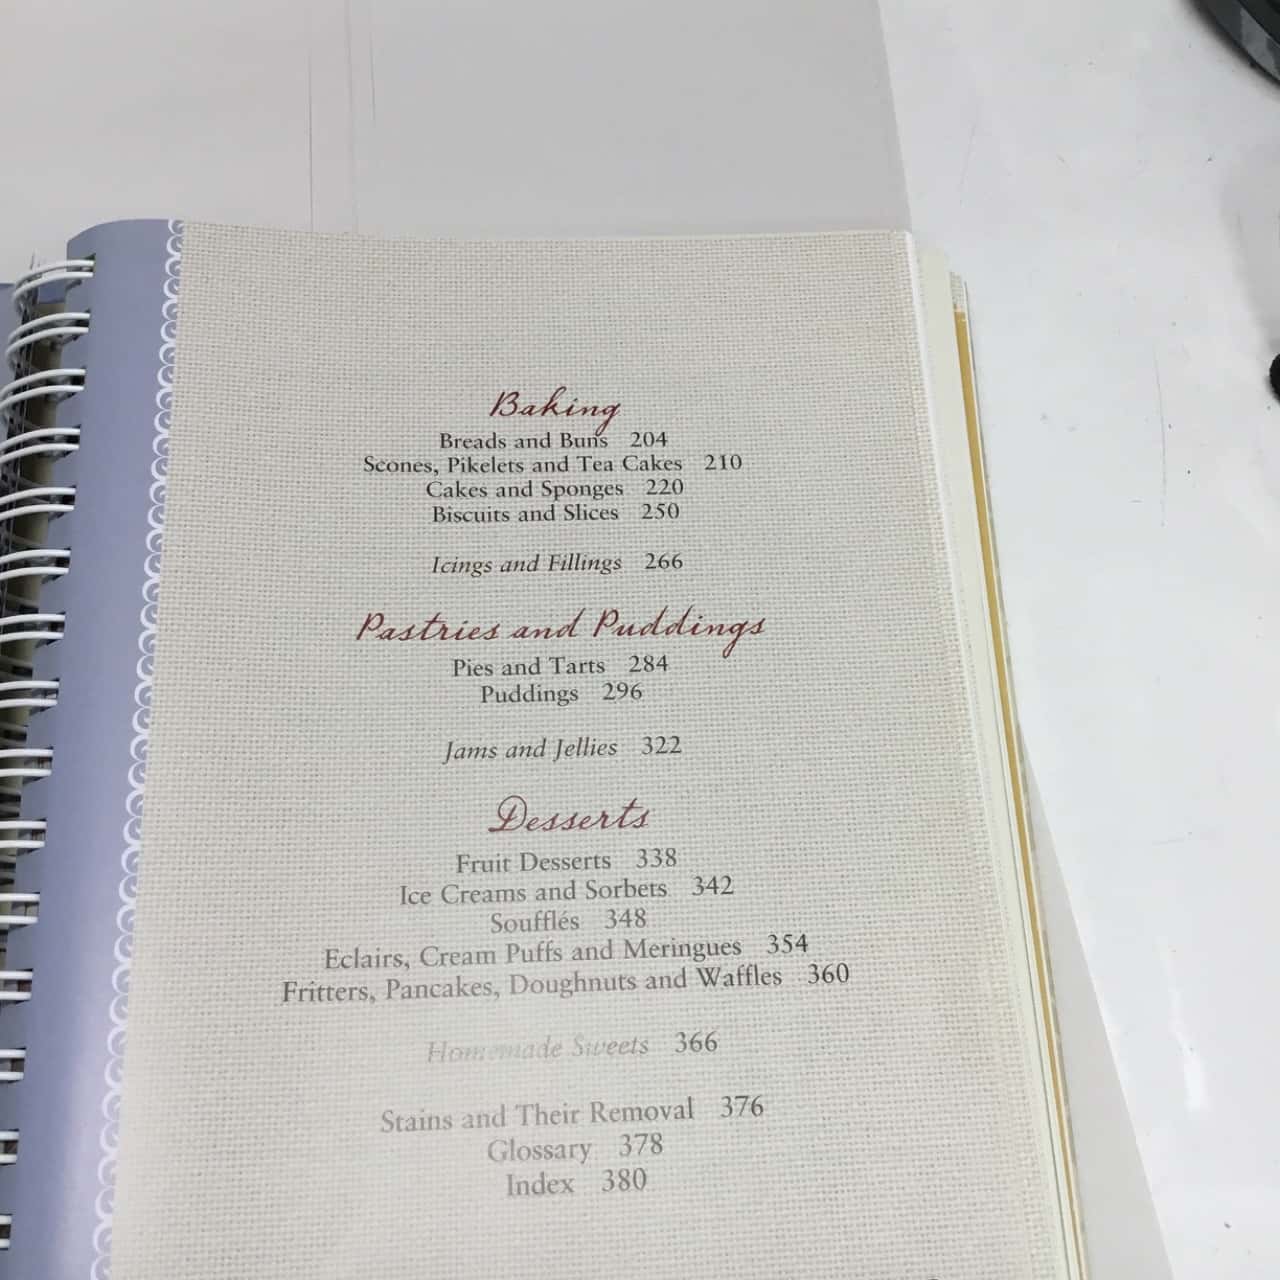 Baking
Breads and Buns 204
Scones, Pikelets and Tea Cakes 210
Cakes and Sponges 220
Biscuits and Slices 250
Icings and Fillings 266
Pastries and Puddings
Pies and Tarts 284
Puddings 296
Jams and Jellies 322
Desserts
Fruit Desserts 338
Ice Creams and Sorbets 342
Soufflés 348
Eclairs, Cream Puffs and Meringues 354
Fritters, Pancakes, Doughnuts and Waffles 360
Homemade Sweets 366
Stains and Their Removal 376
Glossary 378
Index 380